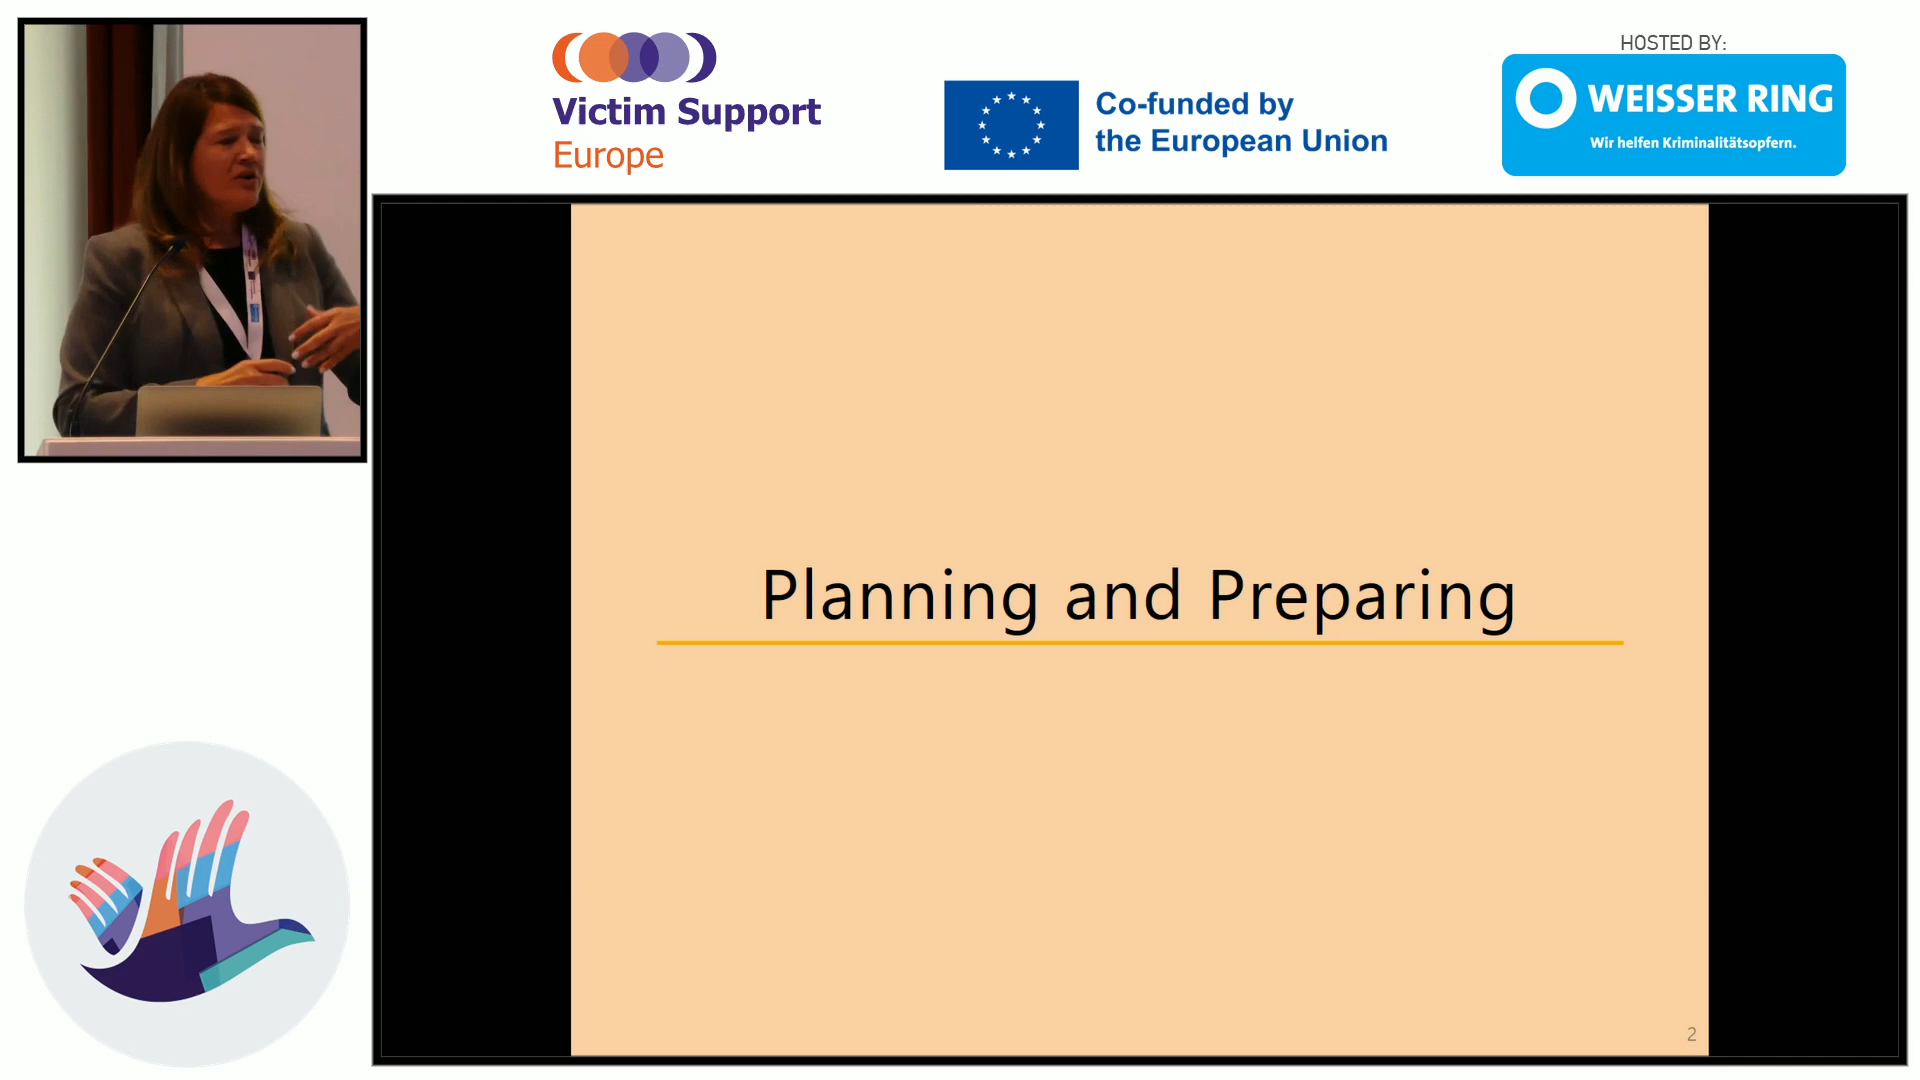 Victim Support
Europe
Co-funded by
the European Union
HOSTED BY:
WEISSER RING
Wir helfen Kriminalitätsopfern.
Planning and Preparing
2